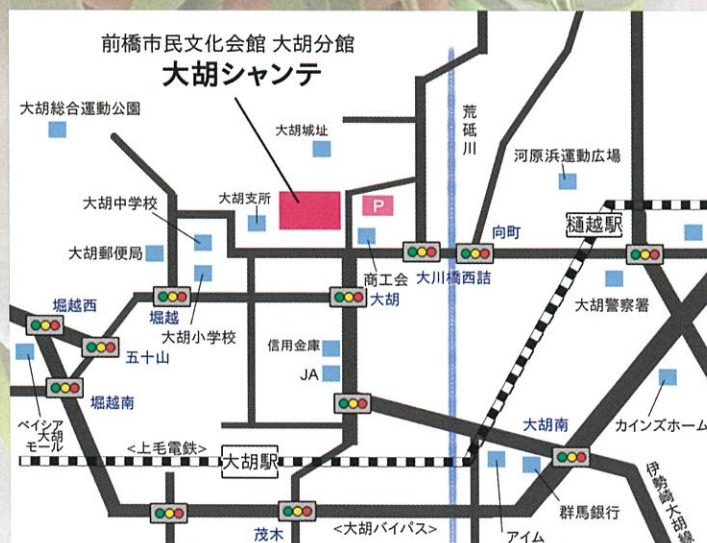 前橋市民文化会館 大胡分館
大胡シャンテ
大胡総合運動公園
大胡城址
荒砥川
河原浜運動広場
大胡中学校
大胡支所
P
向町
樋越駅
大胡郵便局
商工会
大川橋西詰
堀越西
堀越
大胡
大胡警察署
大胡小学校
五十山
信用金庫
JA
堀越南
ベイシア
大胡
モール
<上毛電鉄>
大胡駅
大胡南
カインズホーム
伊勢崎大胡線
群馬銀行
アイム
茂木
<大胡バイパス>